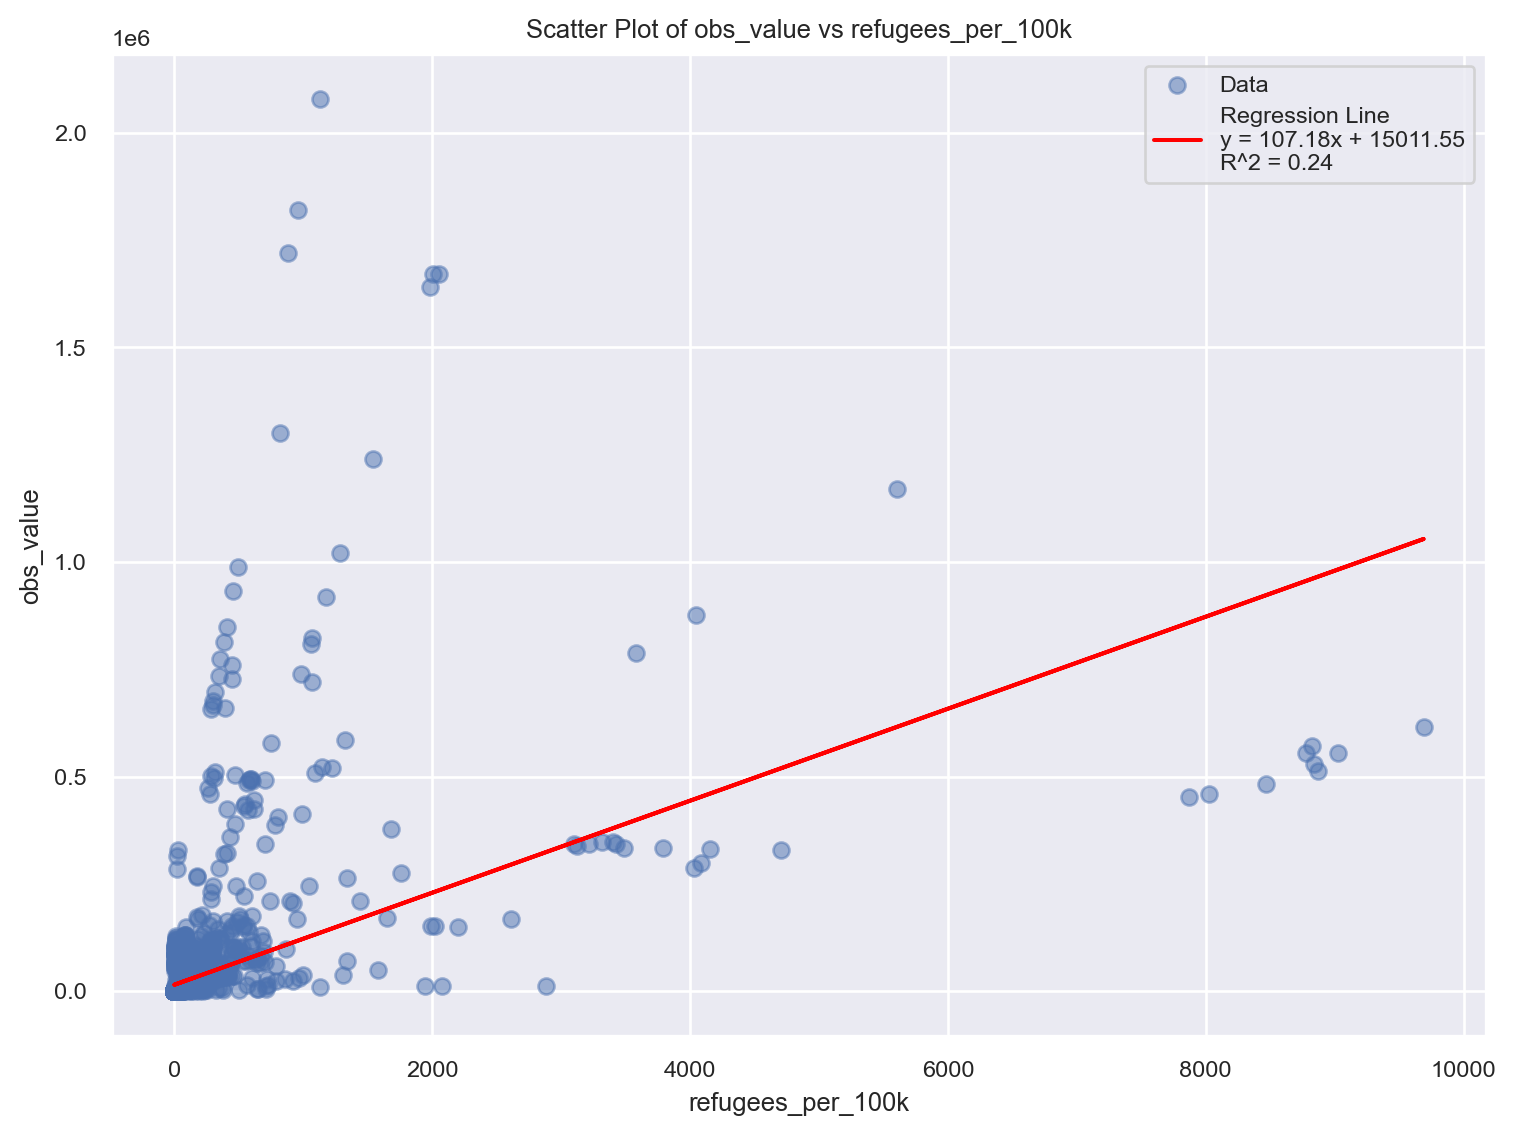 Scatter Plot of obs_value vs refugees_per_100k
1e6
Data
Regression Line
y = 107.18x + 15011.55
R^2 = 0.24
2.0
1.5
1.0
0.5
0.0
obs_value
0 2000 4000 6000 8000 10000
refugees_per_100k